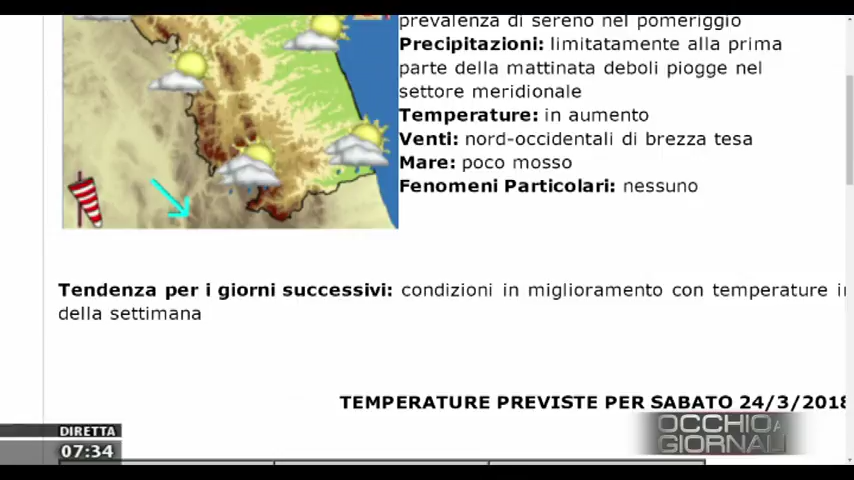 prevalenza di sereno nel pomeriggio
Precipitazioni: limitatamente alla prima
parte della mattinata deboli piogge nel
settore meridionale
Temperature: in aumento
Venti: nord-occidentali di brezza tesa
Mare: poco mosso
Fenomeni Particolari: nessuno
Tendenza per i giorni successivi: condizioni in miglioramento con temperature in
della settimana
TEMPERATURE PREVISTE PER SABATO 24/3/2018
DIRETTA
07:34
OCCHIO AI
GIORNALI